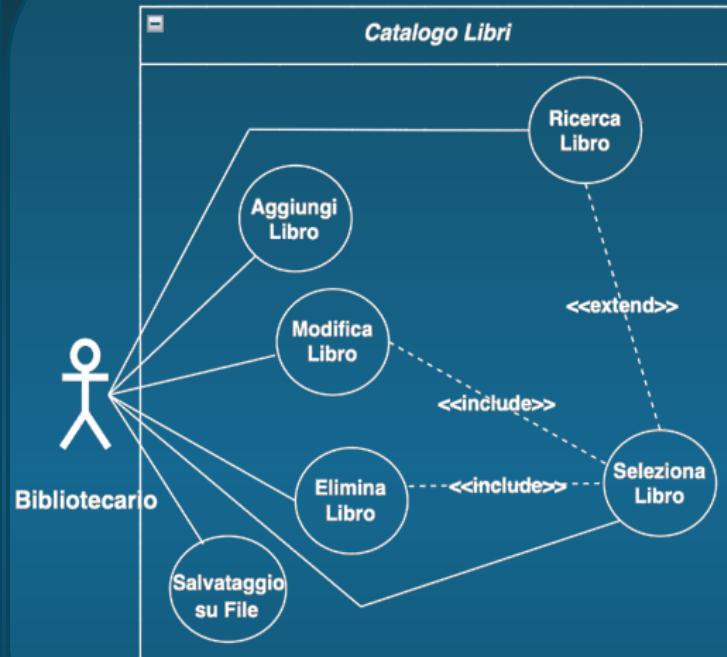 Catalogo Libri
Ricerca
Libro
Aggiungi
Libro
<<extend>>
Modifica
Libro
<<include>>
Seleziona
Libro
Elimina
Libro
<<include>>
Bibliotecario
Salvataggio
su File